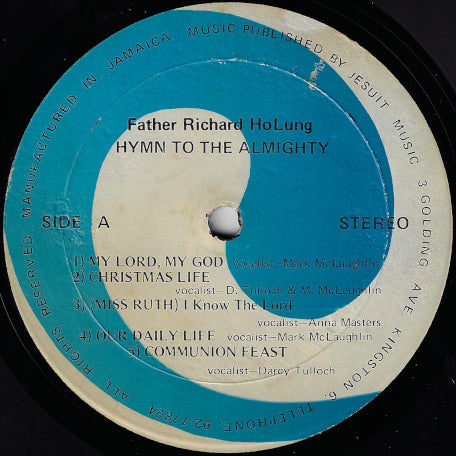 Father Richard HoLung
HYMN TO THE ALMIGHTY
SIDE A
STEREO
1) MY LORD, MY GOD vocalist—Mark McLaughlin
2) CHRISTMAS LIFE
vocalist—D. Tulloch & M. McLaughlin
3) (MISS RUTH) I Know The Lord
vocalist—Anna Masters
4) OUR DAILY LIFE vocalist—Mark McLaughlin
5) COMMUNION FEAST
vocalist—Darcy Tulloch
ALL RIGHTS RESERVED MANUFACTURED IN JAMAICA. MUSIC PUBLISHED BY JESUIT MUSIC 3 GOLDING AVE, KINGSTON 6. TELEPHONE: 92-17824